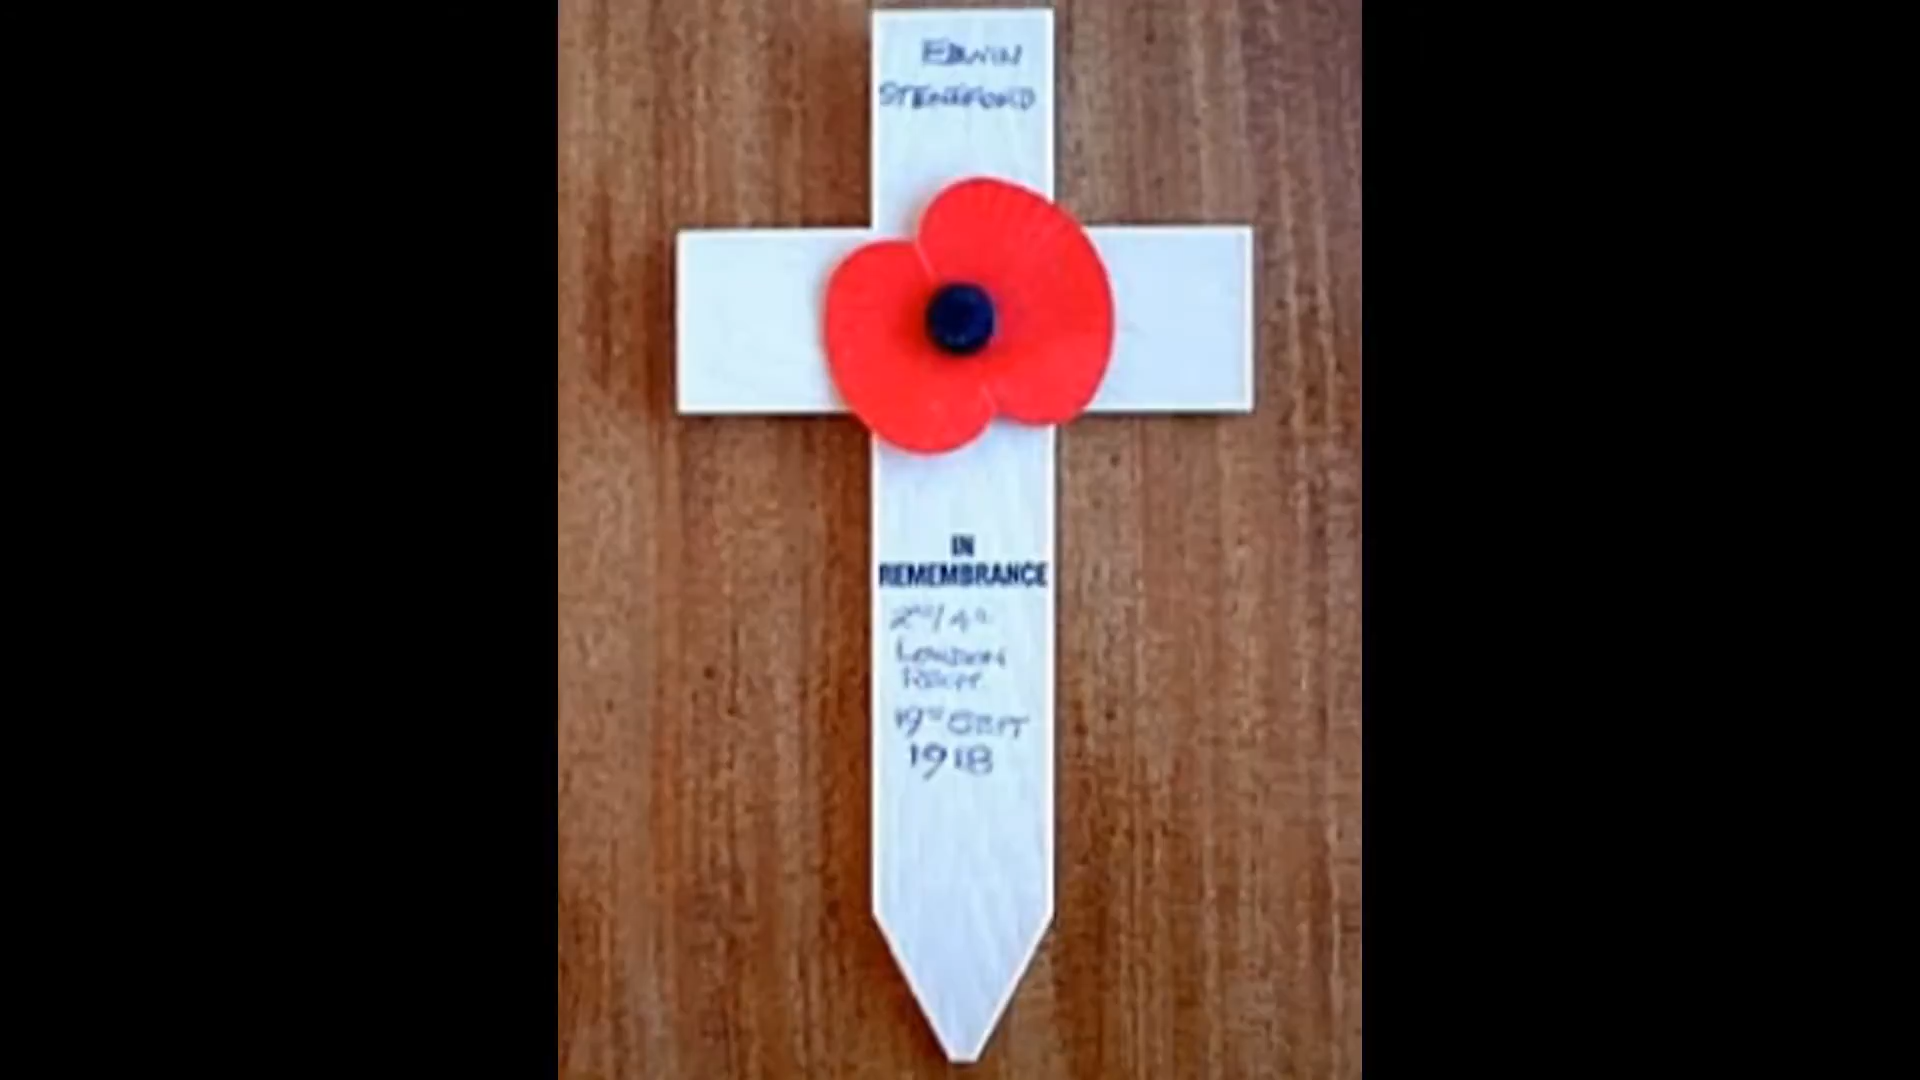 EDWIN
IN
REMEMBRANCE
2ND/4TH
LONDON
REGT.
19TH SEPT
1918